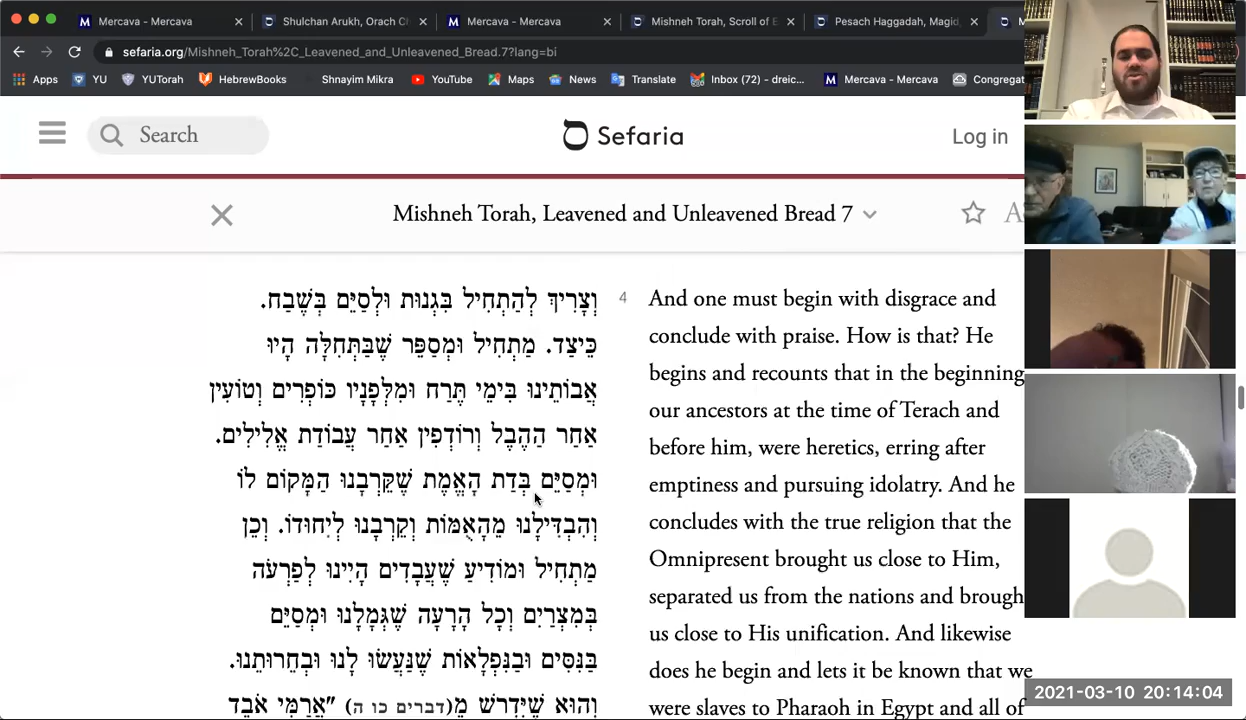 Mercava - Mercava
Shulchan Arukh, Orach Ch
Mercava - Mercava
Mishneh Torah, Scroll of E
Pesach Haggadah, Magid,
M
sefaria.org/Mishneh_Torah%2C_Leavened_and_Unleavened_Bread.7?lang=bi
Apps YU YUTorah HebrewBooks Shnayim Mikra YouTube Maps News Translate Inbox (72) – dreic... Mercava - Mercava Congregat
Search
Sefaria
Log in
Mishneh Torah, Leavened and Unleavened Bread 7
A
וְצָרִיךְ לְהַתְחִיל בִּגְנוּת וּלְסַיֵּם בְּשֶׁבַח.
כֵּיצַד. מַתְחִיל וּמְסַפֵּר שֶׁבַּתְּחִלָּה הָיוּ
אֲבוֹתֵינוּ בִּימֵי תֶּרַח וּמִלְּפָנָיו כּוֹפְרִים וְטוֹעִין
אַחַר הַהֶבֶל וְרוֹדְפִין אַחַר עֲבוֹדַת אֱלִילִים.
וּמְסַיֵּם בְּדַת הָאֱמֶת שֶׁקֵּרְבָנוּ הַמָּקוֹם לוֹ
וְהִבְדִּילָנוּ מֵהָאֻמּוֹת וְקֵרְבָנוּ לְיִחוּדוֹ. וְכֵן
מַתְחִיל וּמוֹדִיעַ שֶׁעֲבָדִים הָיִינוּ לְפַרְעֹה
בְּמִצְרַיִם וְכָל הָרָעָה שֶׁגְּמָלָנוּ וּמְסַיֵּם
בַּנִּסִּים וּבַנִּפְלָאוֹת שֶׁנַּעֲשׂוּ לָנוּ וּבְחֵרוּתֵנוּ.
וְהוּא שֶׁיִּדְרֹשׁ מֵ(דברים כו ה) "אֲרַמִּי אֹבֵד
4
And one must begin with disgrace and
conclude with praise. How is that? He
begins and recounts that in the beginning
our ancestors at the time of Terach and
before him, were heretics, erring after
emptiness and pursuing idolatry. And he
concludes with the true religion that the
Omnipresent brought us close to Him,
separated us from the nations and brough
us close to His unification. And likewise
does he begin and lets it be known that we
were slaves to Pharaoh in Egypt and all of
2021-03-10 20:14:04